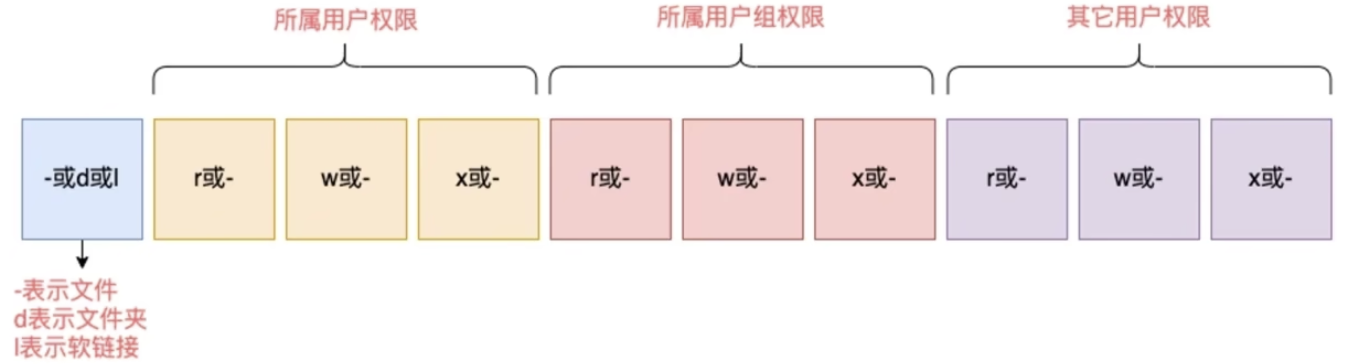 所属用户权限
所属用户组权限
其它用户权限
-或d或l
r或-
w或-
x或-
r或-
w或-
x或-
r或-
w或-
x或-
-表示文件
d表示文件夹
l表示软链接